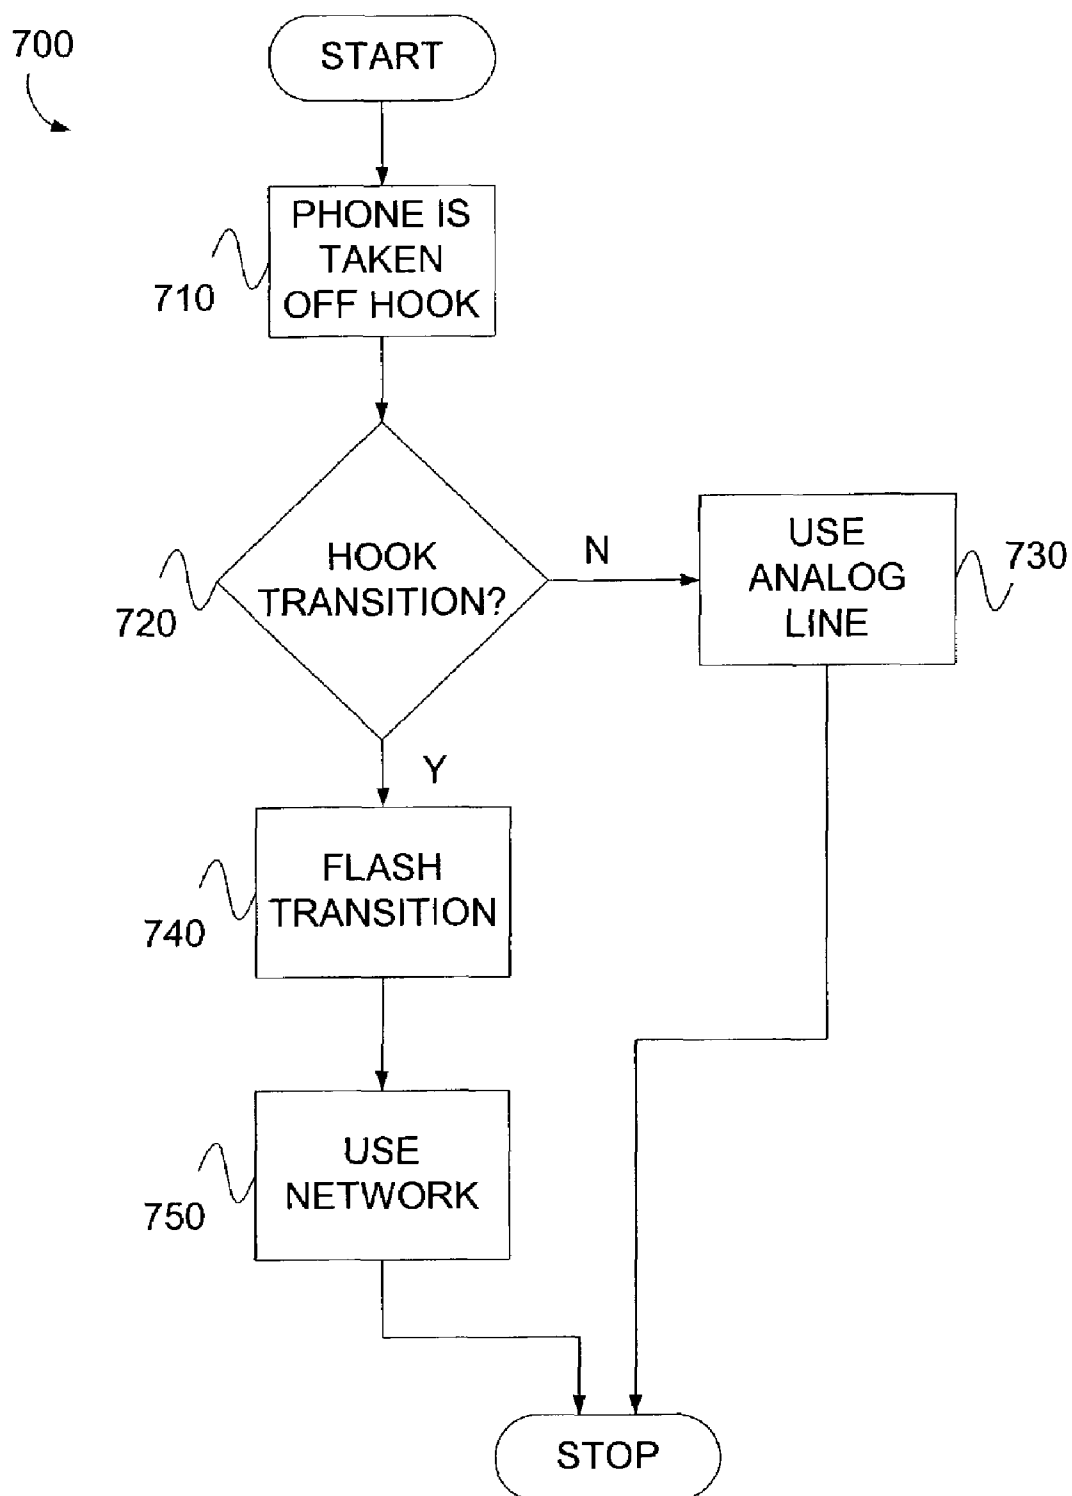 700
START
PHONE IS
TAKEN
OFF HOOK
710
HOOK
TRANSITION?
720
N
USE
ANALOG
LINE
730
Y
FLASH
TRANSITION
740
USE
NETWORK
750
STOP